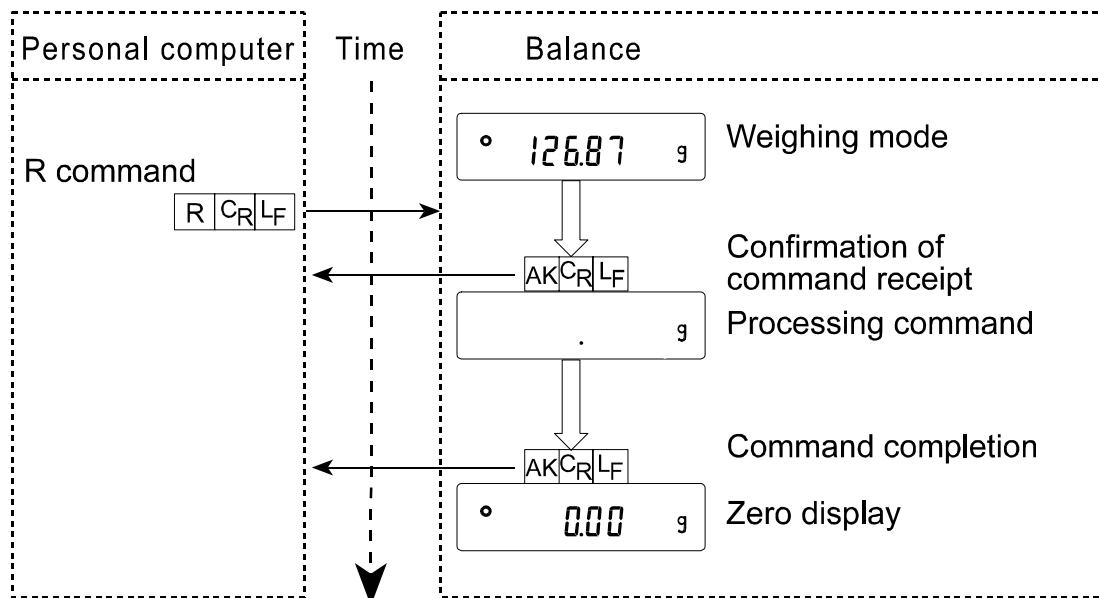 Personal computer Time Balance
126.87 g Weighing mode
R command
R CR LF
Confirmation of
command receipt
AK CR LF
. g Processing command
Command completion
AK CR LF
0.00 g Zero display